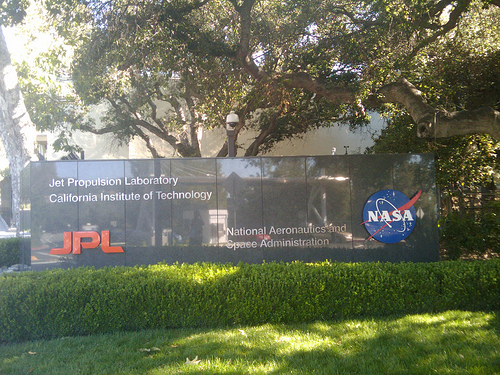 Jet Propulsion Laboratory
California Institute of Technology
JPL
National Aeronautics and
Space Administration
NASA